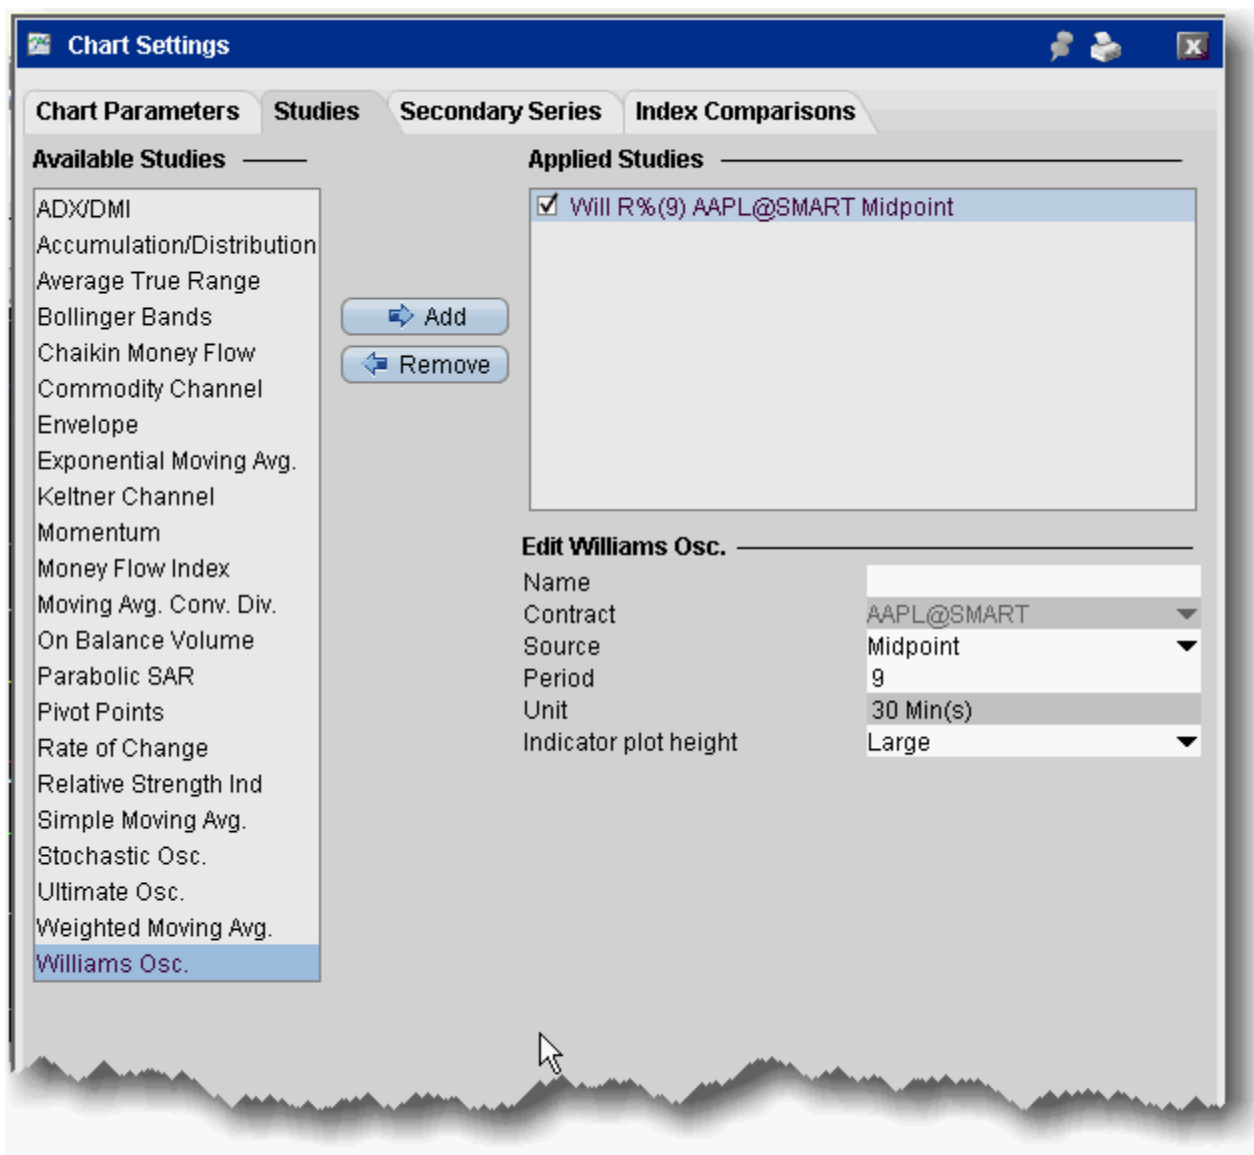 Chart Settings
Chart Parameters Studies Secondary Series Index Comparisons
Available Studies
ADX/DMI
Accumulation/Distribution
Average True Range
Bollinger Bands
Chaikin Money Flow
Commodity Channel
Envelope
Exponential Moving Avg.
Keltner Channel
Momentum
Money Flow Index
Moving Avg. Conv. Div.
On Balance Volume
Parabolic SAR
Pivot Points
Rate of Change
Relative Strength Ind
Simple Moving Avg.
Stochastic Osc.
Ultimate Osc.
Weighted Moving Avg.
Williams Osc.
Add
Remove
Applied Studies
Will R%(9) AAPL@SMART Midpoint
Edit Williams Osc.
Name
Contract AAPL@SMART
Source Midpoint
Period 9
Unit 30 Min(s)
Indicator plot height Large